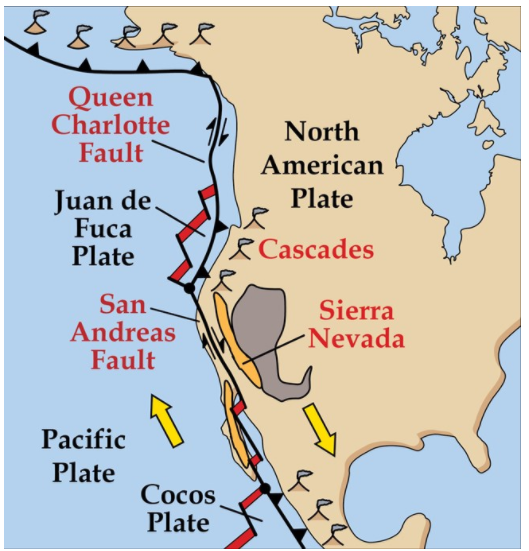 Queen
Charlotte
Fault
North
American
Plate
Juan de
Fuca
Plate
Cascades
San
Andreas
Fault
Sierra
Nevada
Pacific
Plate
Cocos
Plate